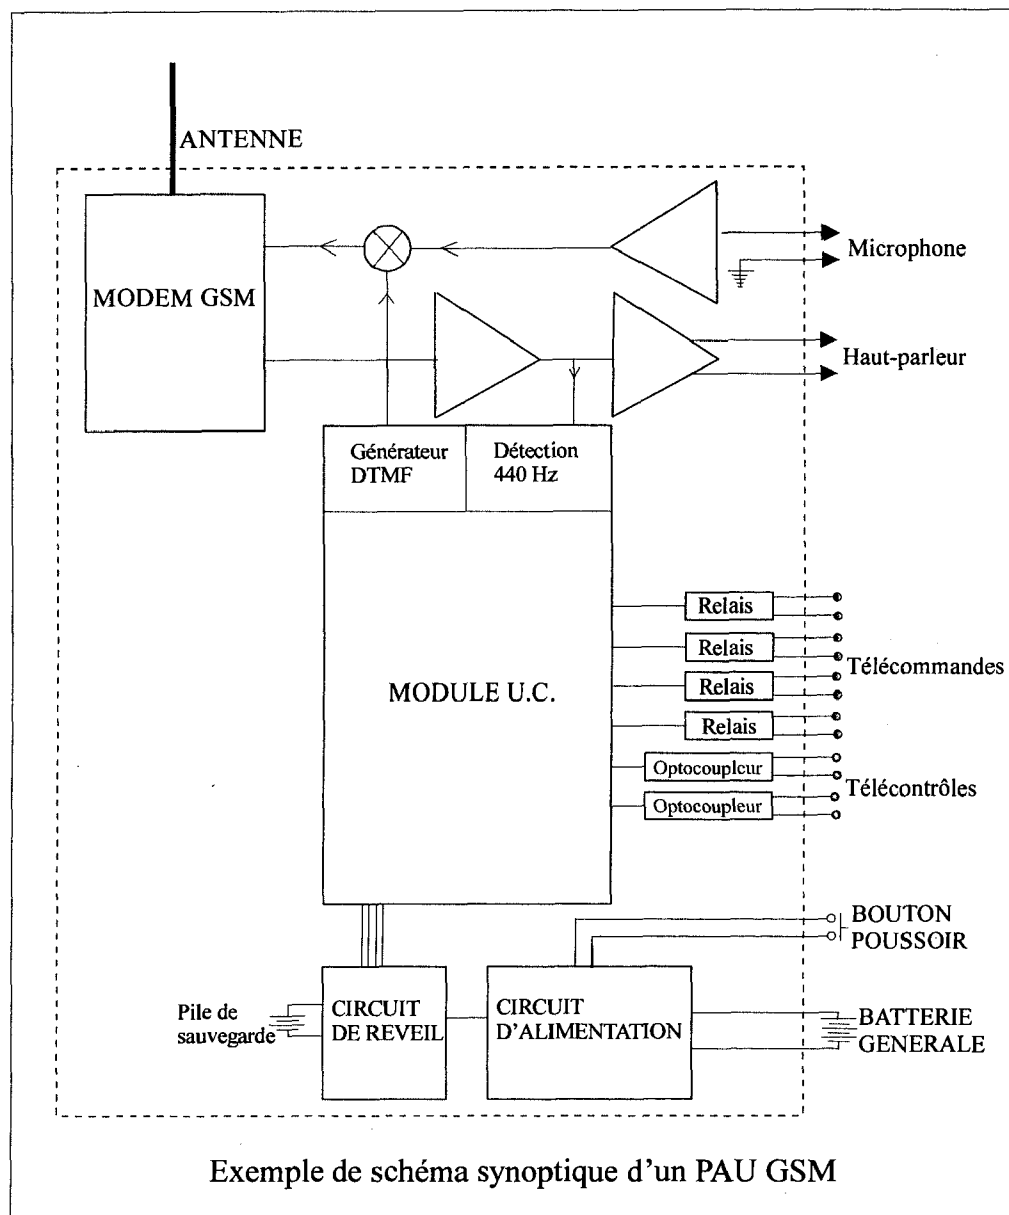 ANTENNE
MODEM GSM
Microphone
Haut-parleur
Générateur
DTMF
Détection
440 Hz
MODULE U.C.
Relais
Relais
Relais
Relais
Télécommandes
Optocoupleur
Optocoupleur
Télécontrôles
BOUTON
POUSSOIR
Pile de
sauvegarde
CIRCUIT
DE REVEIL
CIRCUIT
D'ALIMENTATION
BATTERIE
GENERALE
Exemple de schéma synoptique d'un PAU GSM